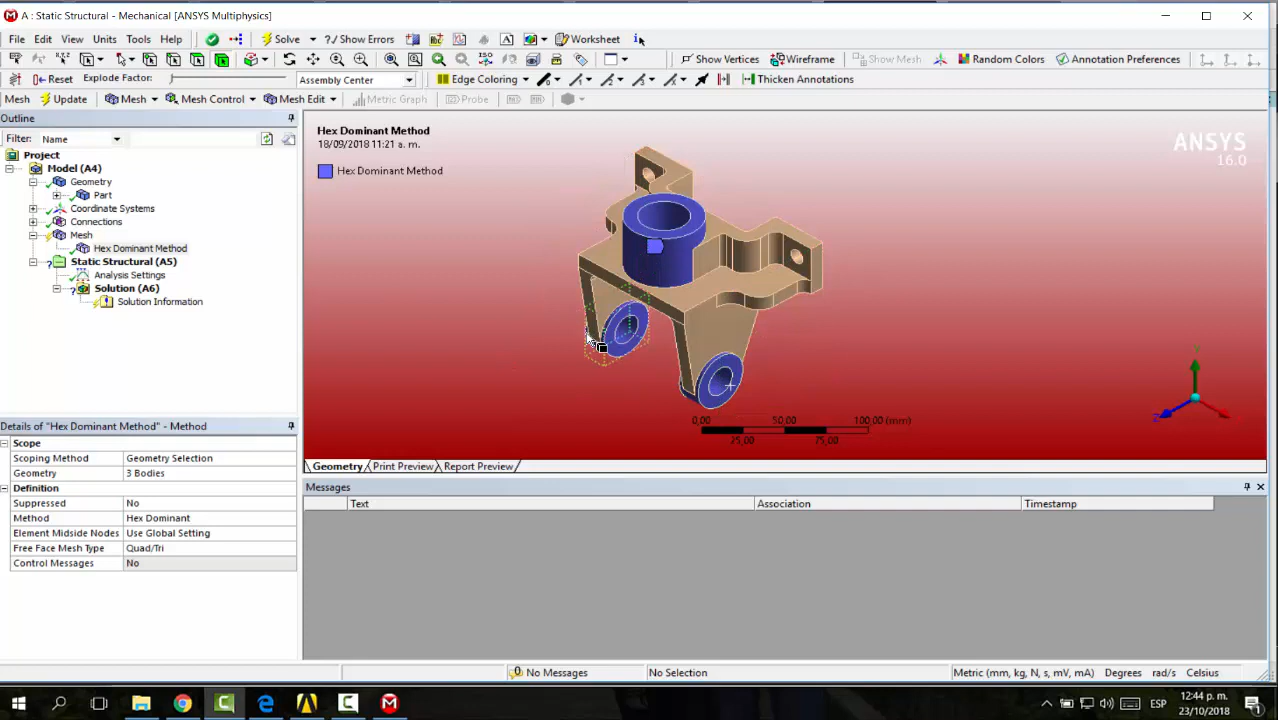 A : Static Structural - Mechanical [ANSYS Multiphysics]
File Edit View Units Tools Help Solve ?/ Show Errors Worksheet
Show Vertices Wireframe Show Mesh Random Colors Annotation Preferences
Reset Explode Factor: Assembly Center Edge Coloring Thicken Annotations
Mesh Update Mesh Mesh Control Mesh Edit Metric Graph Probe
Outline
Filter: Name
Project
Model (A4)
Geometry
Part
Coordinate Systems
Connections
Mesh
Hex Dominant Method
Static Structural (A5)
Analysis Settings
Solution (A6)
Solution Information
Hex Dominant Method
18/09/2018 11:21 a. m.
Hex Dominant Method
ANSYS
16.0
0,00 50,00 100,00 (mm)
25,00 75,00
Y
Z
Geometry Print Preview Report Preview
Details of "Hex Dominant Method" - Method
Scope
Scoping Method Geometry Selection
Geometry 3 Bodies
Definition
Suppressed No
Method Hex Dominant
Element Midside Nodes Use Global Setting
Free Face Mesh Type Quad/Tri
Control Messages No
Messages
Text Association Timestamp
0 No Messages No Selection Metric (mm, kg, N, s, mV, mA) Degrees rad/s Celsius
ESP
12:44 p. m.
23/10/2018
1